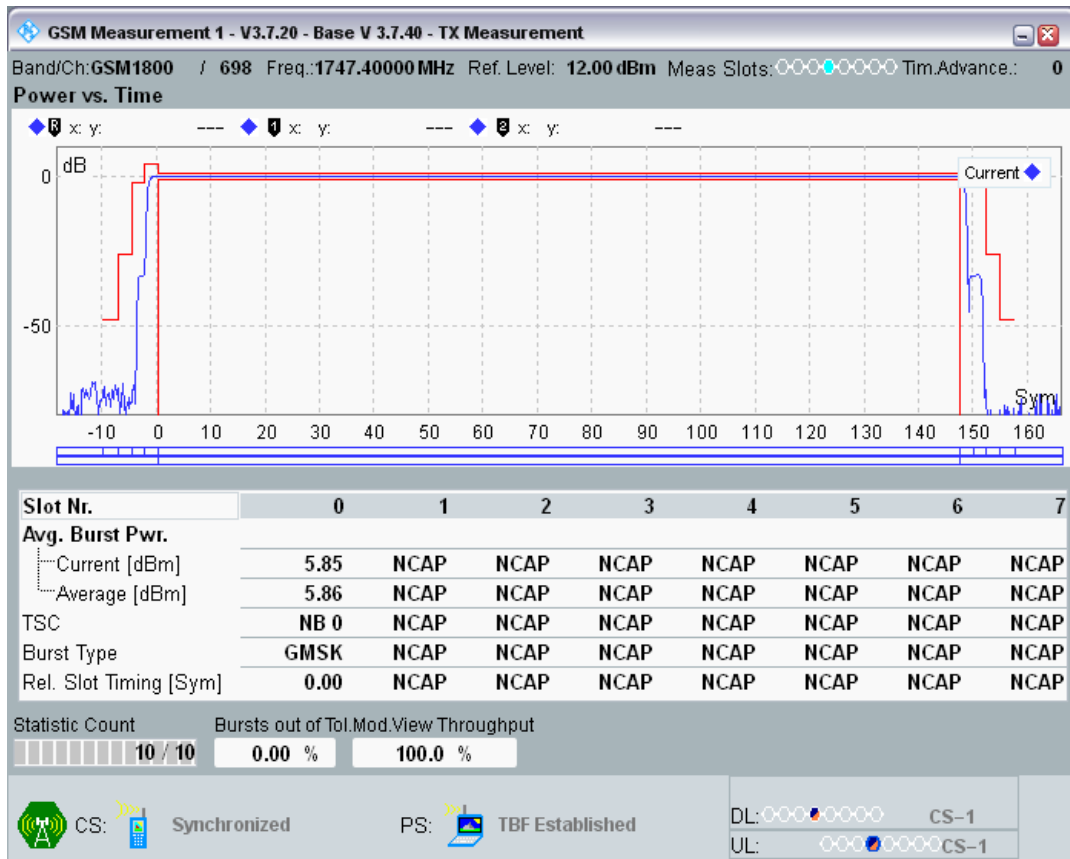 GSM Measurement 1 - V3.7.20 - Base V 3.7.40 - TX Measurement
Band/Ch:GSM1800 / 698 Freq.:1747.40000 MHz Ref. Level: 12.00 dBm Meas Slots: Tim.Advance.: 0
Power vs. Time
R x: y: --- 1 x: y: --- 2 x: y: ---
dB
Current
0
-50
Sym
-10 0 10 20 30 40 50 60 70 80 90 100 110 120 130 140 150 160
Slot Nr. 0 1 2 3 4 5 6 7
Avg. Burst Pwr.
Current [dBm] 5.85 NCAP NCAP NCAP NCAP NCAP NCAP NCAP
Average [dBm] 5.86 NCAP NCAP NCAP NCAP NCAP NCAP NCAP
TSC NB 0 NCAP NCAP NCAP NCAP NCAP NCAP NCAP
Burst Type GMSK NCAP NCAP NCAP NCAP NCAP NCAP NCAP
Rel. Slot Timing [Sym] 0.00 NCAP NCAP NCAP NCAP NCAP NCAP NCAP
Statistic Count Bursts out of Tol.Mod.View Throughput
10 / 10 0.00 % 100.0 %
CS: Synchronized PS: TBF Established
DL: CS-1
UL: CS-1